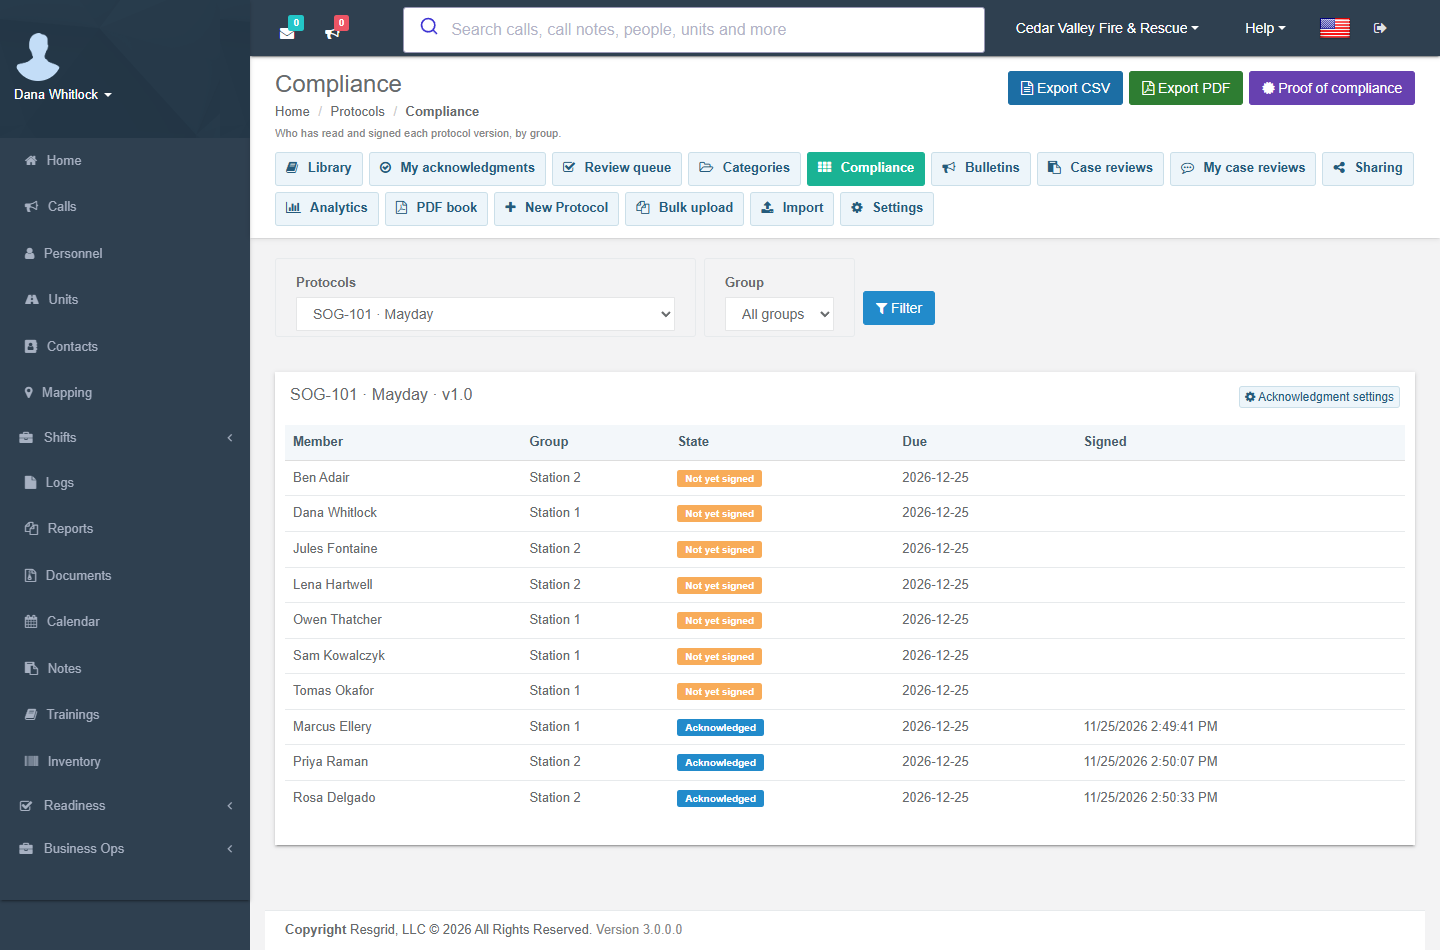 0
0
Search calls, call notes, people, units and more
Cedar Valley Fire & Rescue
Help
Dana Whitlock
Home
Calls
Personnel
Units
Contacts
Mapping
Shifts
Logs
Reports
Documents
Calendar
Notes
Trainings
Inventory
Readiness
Business Ops
Compliance
Home / Protocols / Compliance
Who has read and signed each protocol version, by group.
Export CSV
Export PDF
Proof of compliance
Library
My acknowledgments
Review queue
Categories
Compliance
Bulletins
Case reviews
My case reviews
Sharing
Analytics
PDF book
New Protocol
Bulk upload
Import
Settings
Protocols
SOG-101 · Mayday
Group
All groups
Filter
SOG-101 · Mayday · v1.0
Acknowledgment settings
Member Group State Due Signed
Ben Adair Station 2 Not yet signed 2026-12-25
Dana Whitlock Station 1 Not yet signed 2026-12-25
Jules Fontaine Station 2 Not yet signed 2026-12-25
Lena Hartwell Station 2 Not yet signed 2026-12-25
Owen Thatcher Station 1 Not yet signed 2026-12-25
Sam Kowalczyk Station 1 Not yet signed 2026-12-25
Tomas Okafor Station 1 Not yet signed 2026-12-25
Marcus Ellery Station 1 Acknowledged 2026-12-25 11/25/2026 2:49:41 PM
Priya Raman Station 2 Acknowledged 2026-12-25 11/25/2026 2:50:07 PM
Rosa Delgado Station 2 Acknowledged 2026-12-25 11/25/2026 2:50:33 PM
Copyright Resgrid, LLC © 2026 All Rights Reserved. Version 3.0.0.0